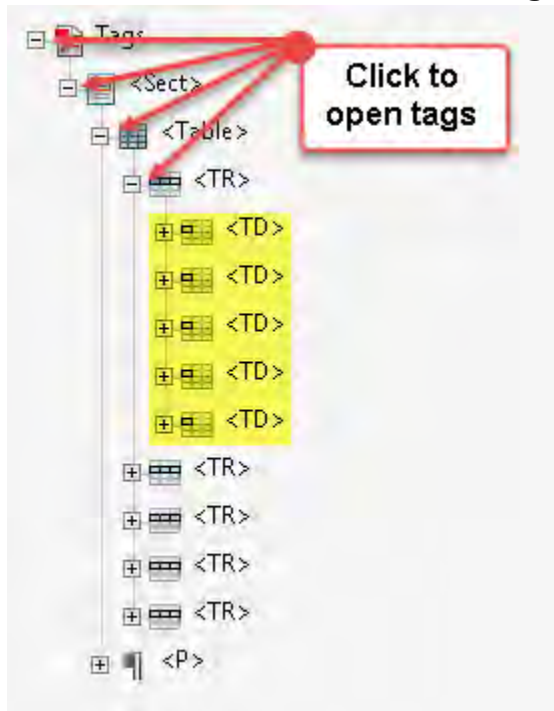 Tags
Click to
open tags
<Sect>
<Table>
<TR>
<TD>
<TD>
<TD>
<TD>
<TD>
<TR>
<TR>
<TR>
<TR>
<P>